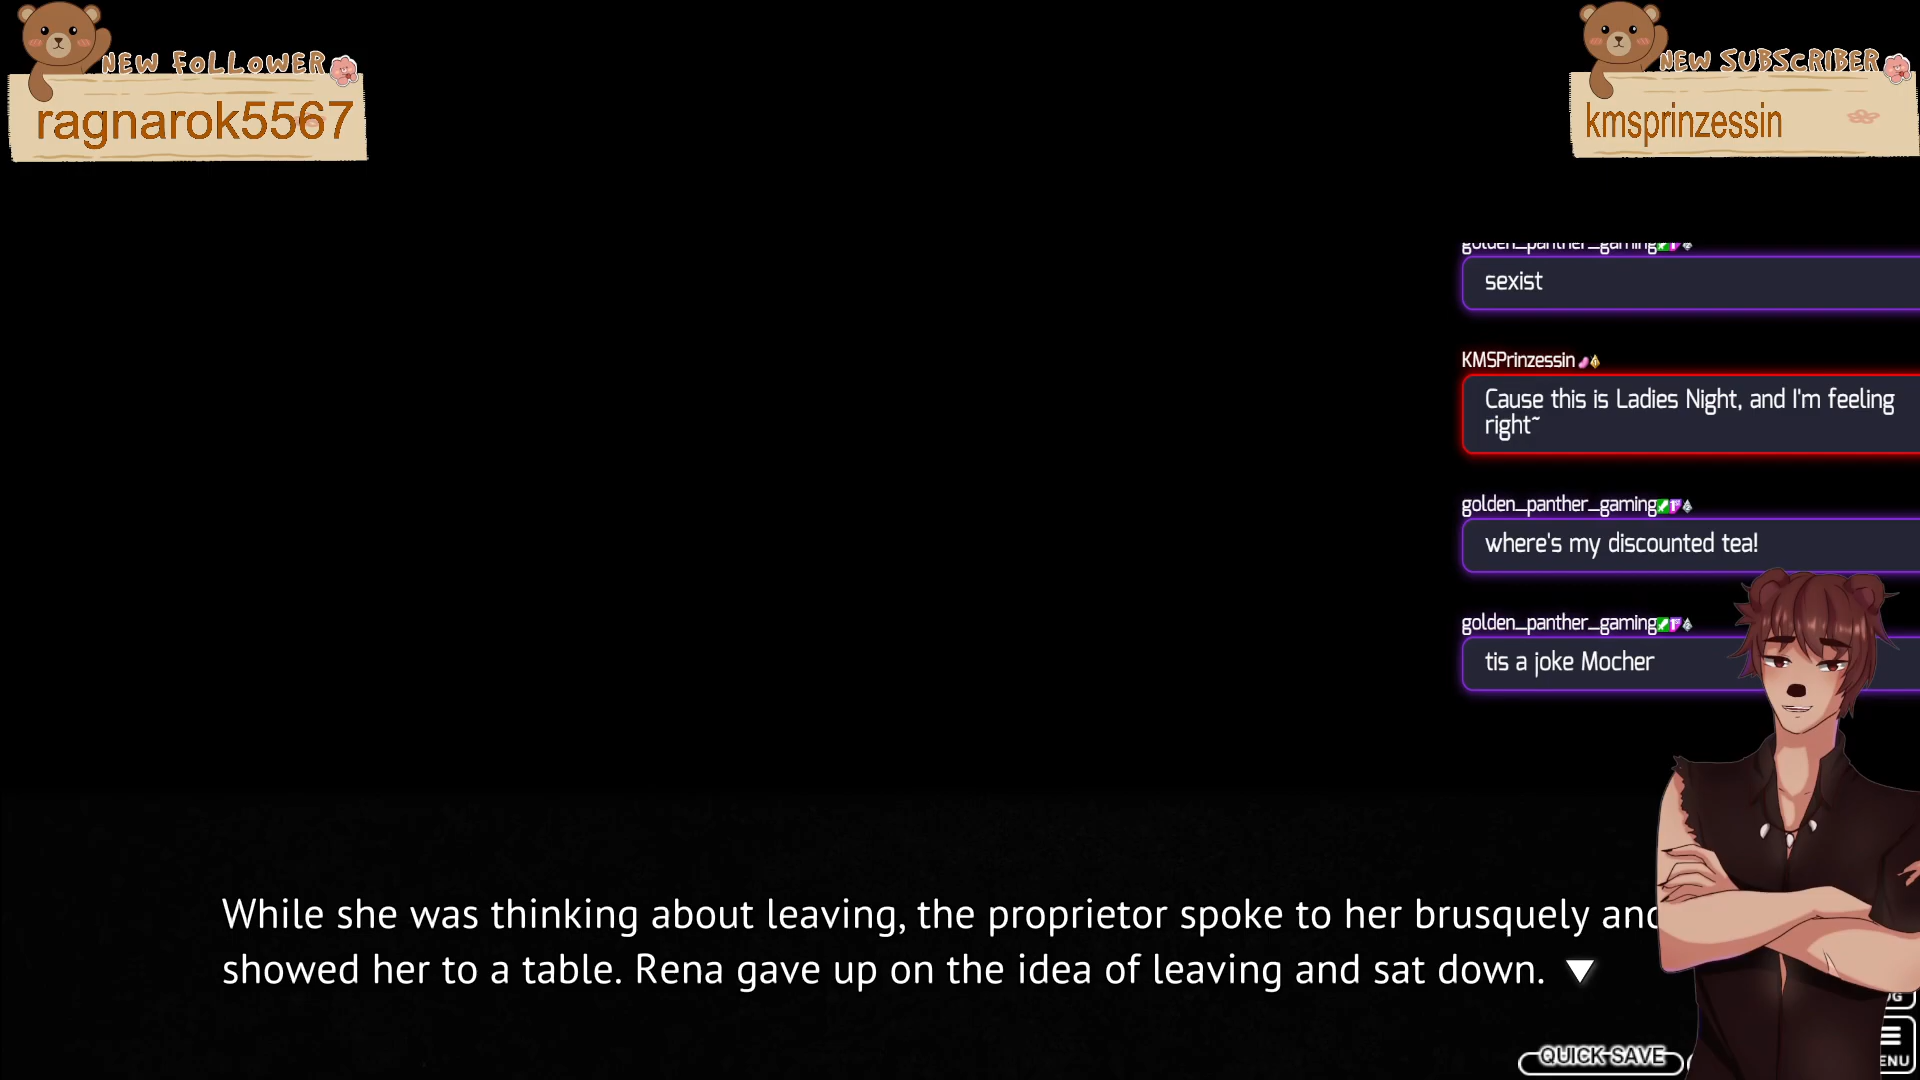 NEW FOLLOWER
ragnarok5567
NEW SUBSCRIBER
kmsprinzessin
golden_panther_gaming
sexist
KMSPrinzessin
Cause this is Ladies Night, and I'm feeling
right~
golden_panther_gaming
where's my discounted tea!
golden_panther_gaming
tis a joke Mocher
While she was thinking about leaving, the proprietor spoke to her brusquely and
showed her to a table. Rena gave up on the idea of leaving and sat down.
QUICK SAVE